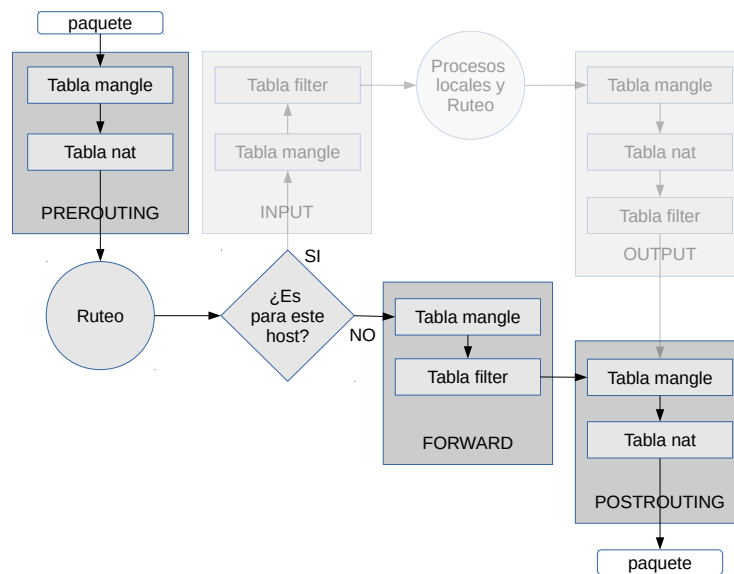 paquete
Tabla mangle
Tabla nat
PREROUTING
Tabla filter
Tabla mangle
INPUT
Procesos
locales y
Ruteo
Tabla mangle
Tabla nat
Tabla filter
OUTPUT
Ruteo
¿Es
para este
host?
SI
NO
Tabla mangle
Tabla filter
FORWARD
Tabla mangle
Tabla nat
POSTROUTING
paquete